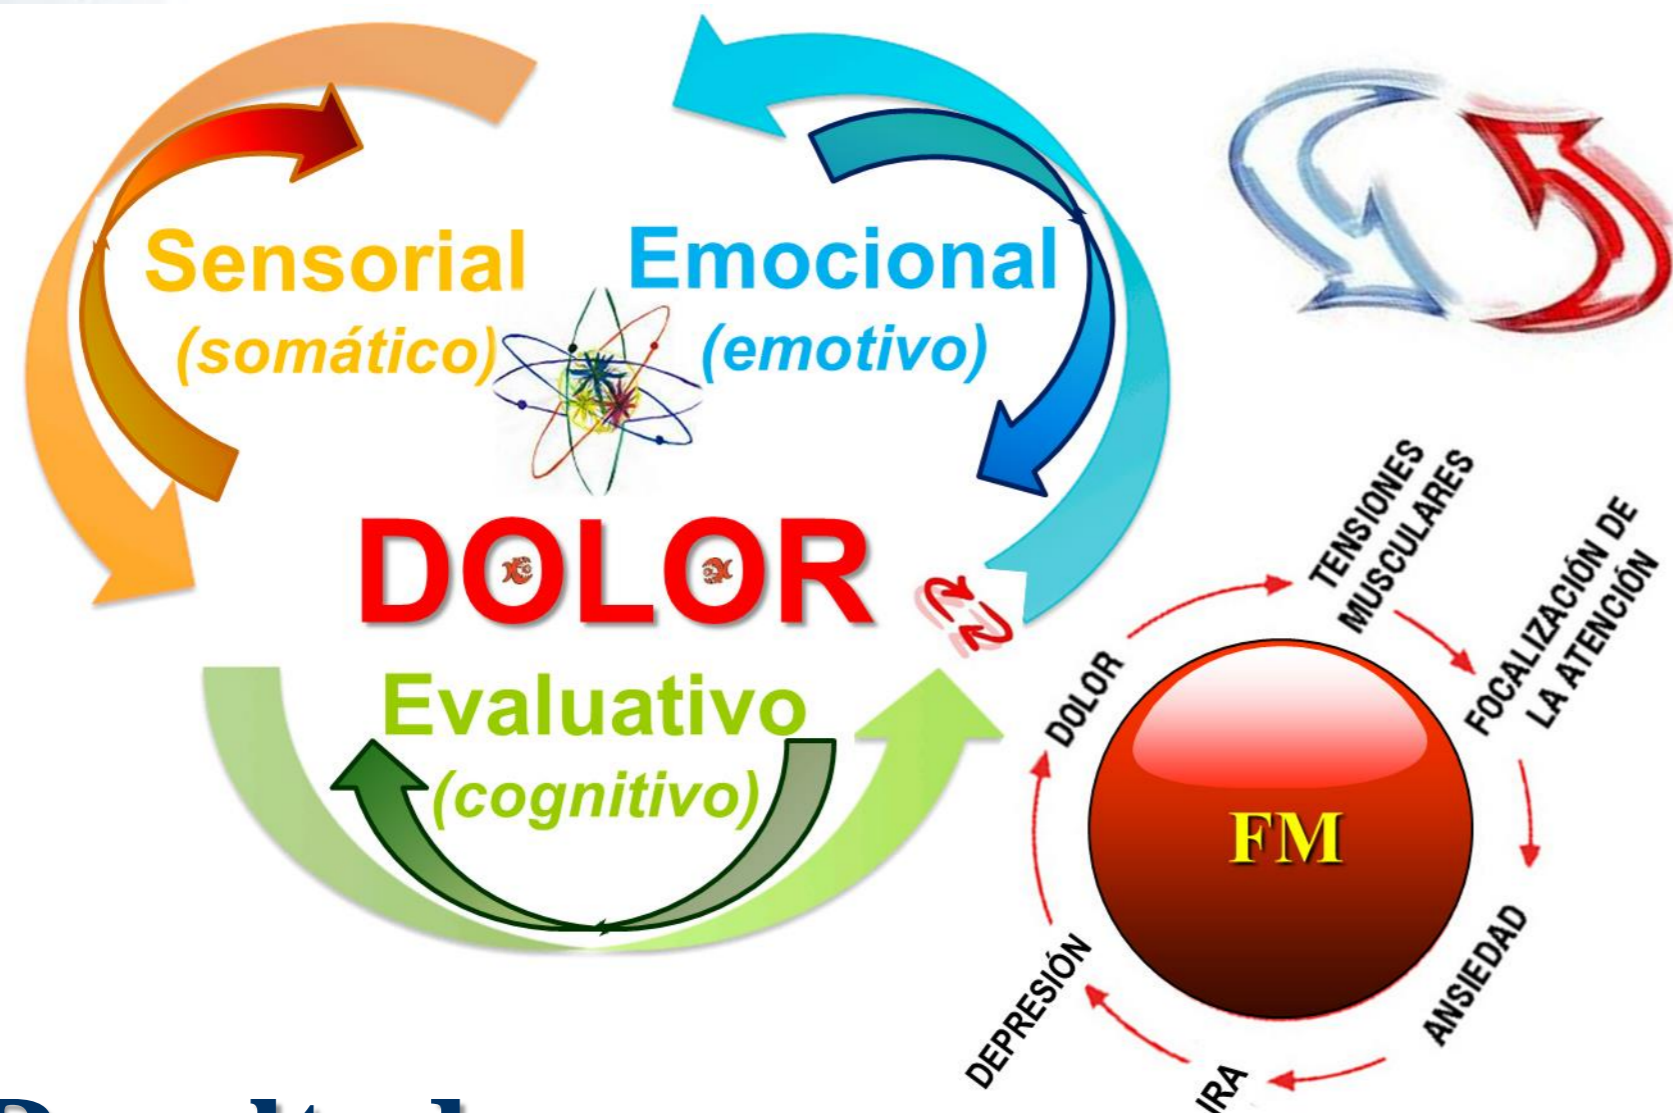 Sensorial
(somático)
Emocional
(emotivo)
DOLOR
Evaluativo
(cognitivo)
TENSIONES
MUSCULARES
FOCALIZACIÓN DE
LA ATENCIÓN
ANSIEDAD
IRA
DEPRESIÓN
DOLOR
FM